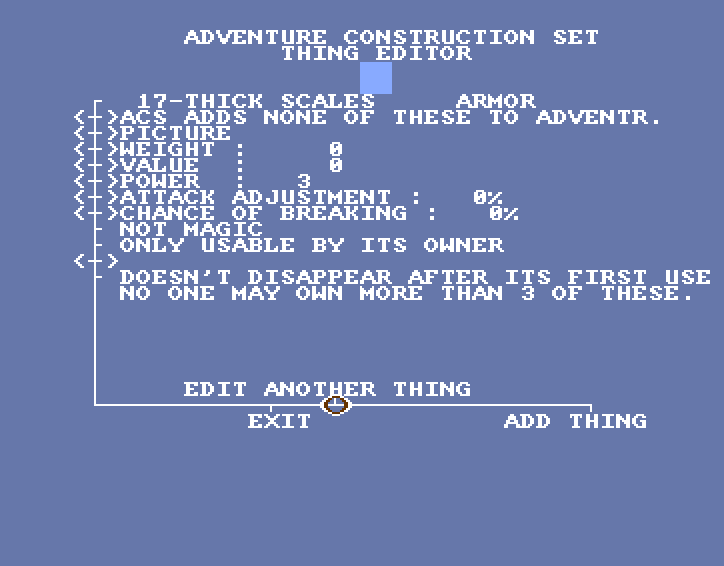 ADVENTURE CONSTRUCTION SET
THING EDITOR
17-THICK SCALES ARMOR
<+>ACS ADDS NONE OF THESE TO ADVENTR.
<+>PICTURE
<+>WEIGHT : 0
<+>VALUE : 0
<+>POWER : 3
<+>ATTACK ADJUSTMENT : 0%
<+>CHANCE OF BREAKING : 0%
NOT MAGIC
ONLY USABLE BY ITS OWNER
<+>
DOESN'T DISAPPEAR AFTER ITS FIRST USE
NO ONE MAY OWN MORE THAN 3 OF THESE.
EDIT ANOTHER THING
EXIT ADD THING